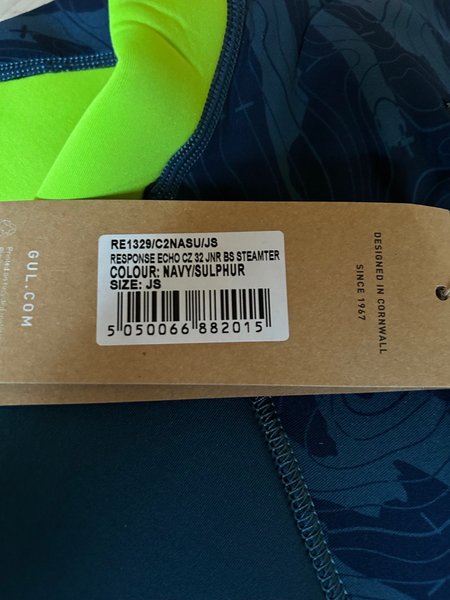 RE1329/C2NASU/JS
RESPONSE ECHO CZ 32 JNR BS STEAMTER
COLOUR: NAVY/SULPHUR
SIZE: JS
5 050066 882015
GUL.COM
DESIGNED IN CORNWALL
SINCE 1967